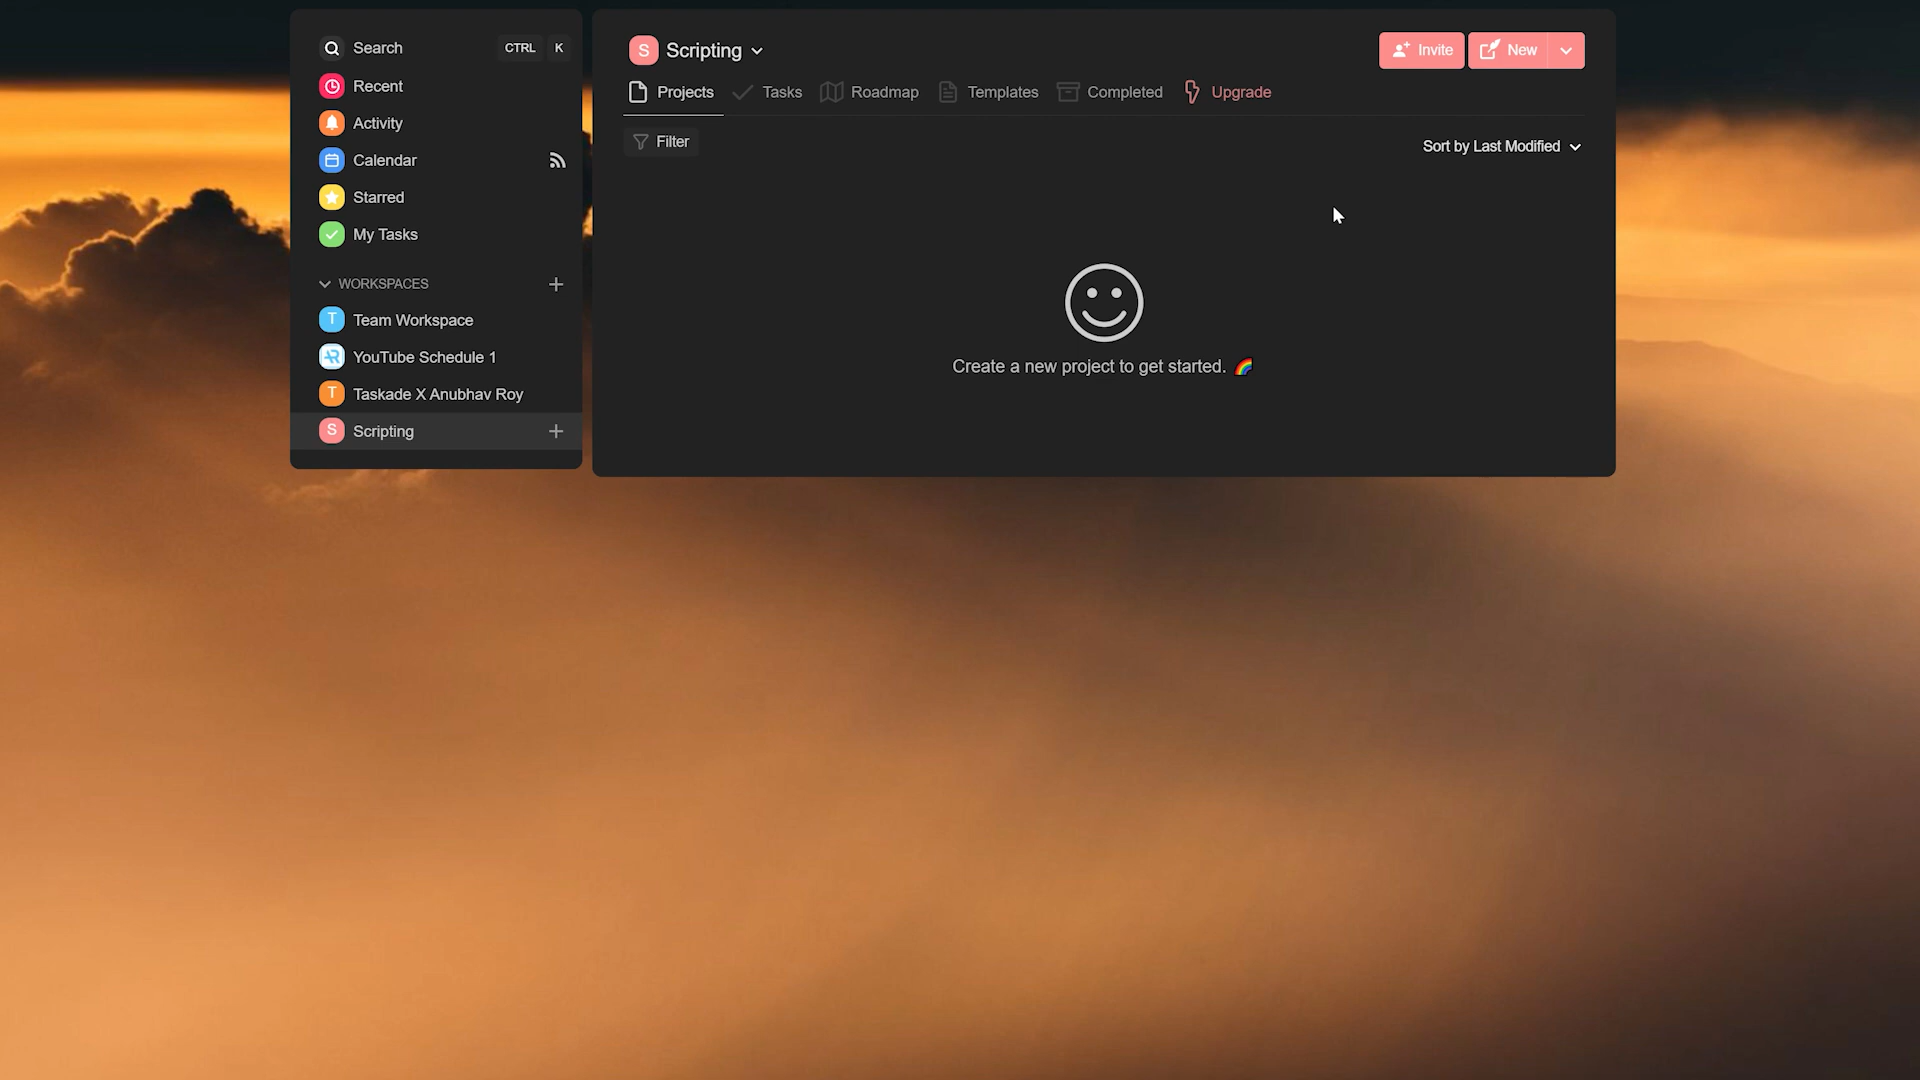 Search CTRL K
Recent
Activity
Calendar
Starred
My Tasks
WORKSPACES
T Team Workspace
YouTube Schedule 1
T Taskade X Anubhav Roy
S Scripting
S Scripting
Invite New
Projects Tasks Roadmap Templates Completed Upgrade
Filter
Sort by Last Modified
Create a new project to get started. 🌈